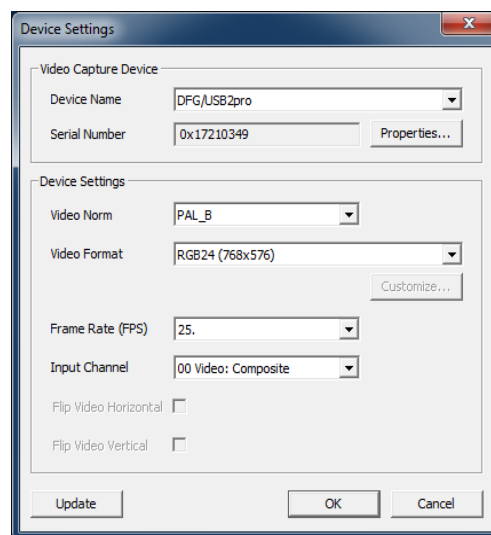 Device Settings
Video Capture Device
Device Name DFG/USB2pro
Serial Number 0x17210349 Properties...
Device Settings
Video Norm PAL_B
Video Format RGB24 (768x576)
Customize...
Frame Rate (FPS) 25.
Input Channel 00 Video: Composite
Flip Video Horizontal
Flip Video Vertical
Update OK Cancel